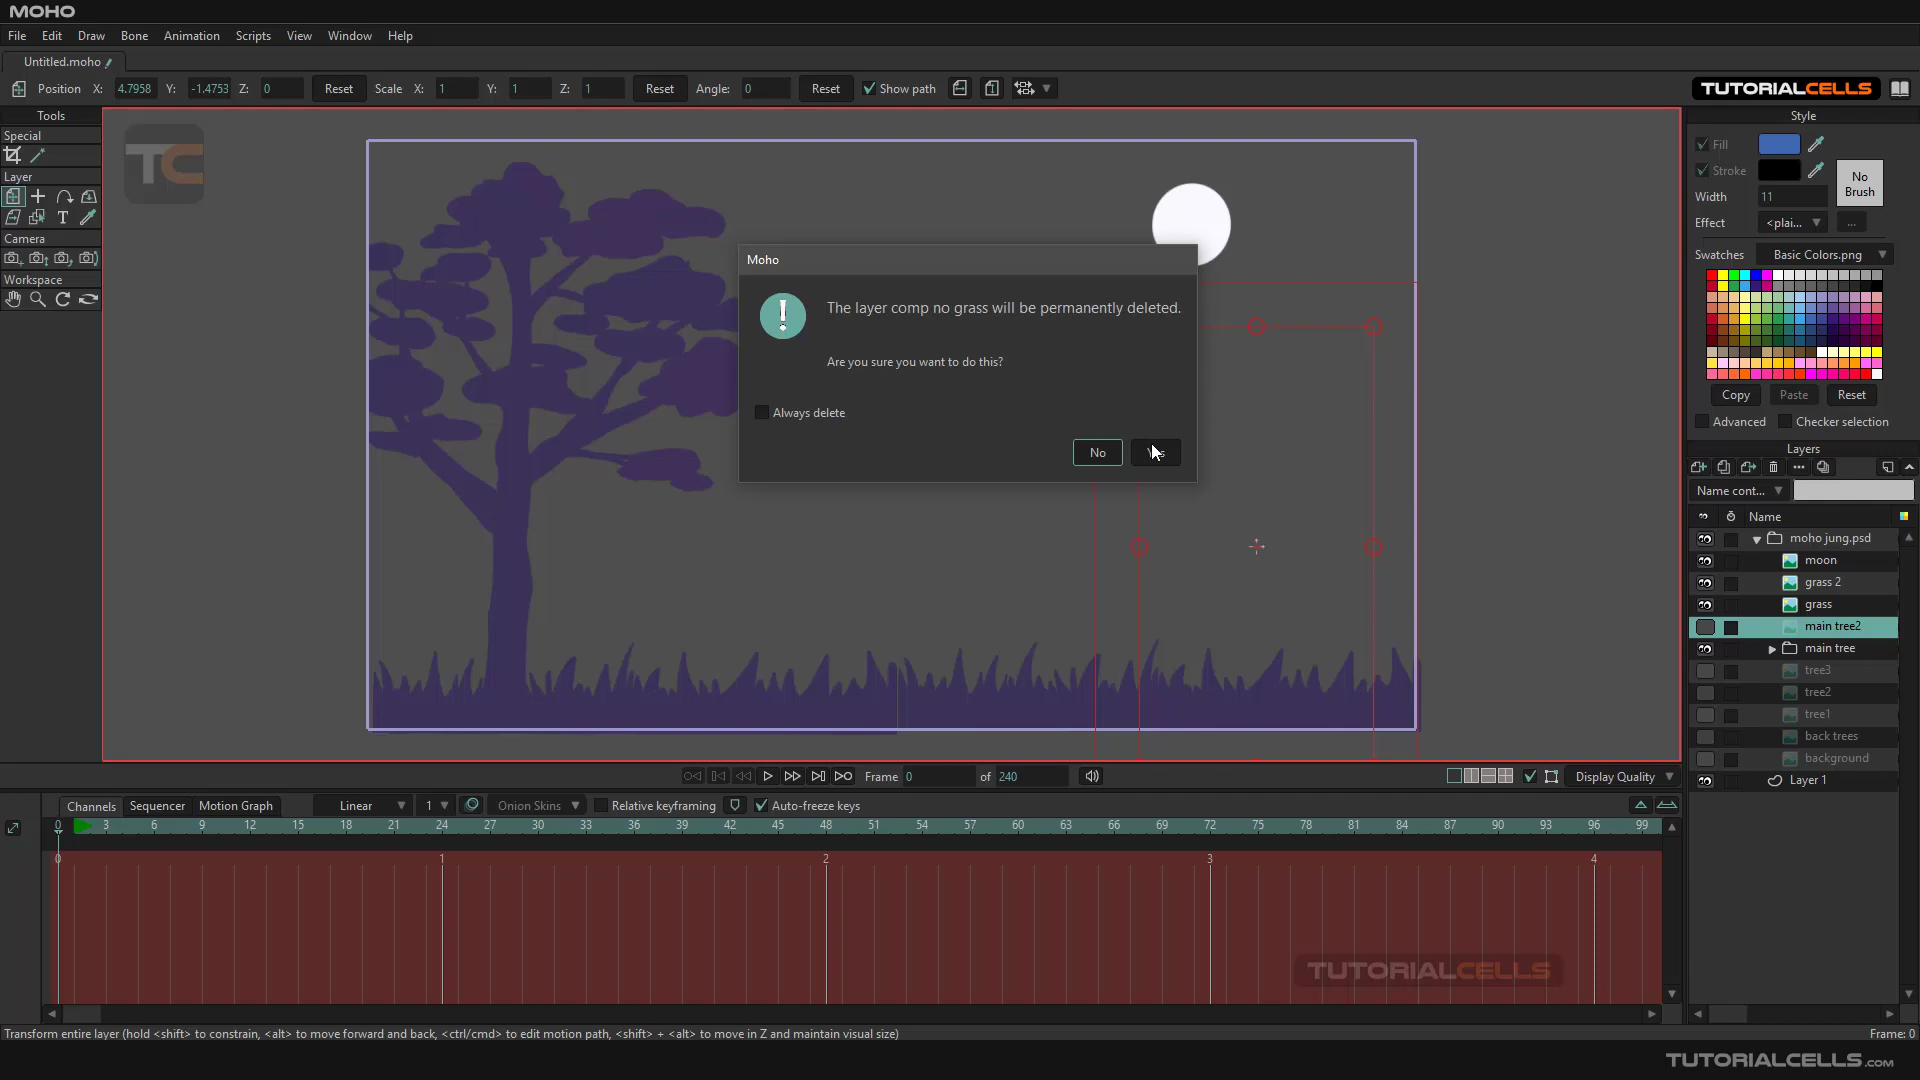 MOHO
File Edit Draw Bone Animation Scripts View Window Help
Untitled.moho
Position X: 4.7958 Y: -1.4753 Z: 0 Reset Scale X: 1 Y: 1 Z: 1 Reset Angle: 0 Reset Show path
TUTORIALCELLS
Tools
Special
Layer
T
Camera
Workspace
TC
Moho
The layer comp no grass will be permanently deleted.
Are you sure you want to do this?
Always delete
No Yes
Style
Fill
Stroke
No Brush
Width 11
Effect <plai... ...
Swatches Basic Colors.png
Copy Paste Reset
Advanced Checker selection
Layers
Name cont...
Name
moho jung.psd
moon
grass 2
grass
main tree2
main tree
tree3
tree2
tree1
back trees
background
Layer 1
Frame 0 of 240 Display Quality
Channels Sequencer Motion Graph Linear 1 Onion Skins Relative keyframing Auto-freeze keys
0 3 6 9 12 15 18 21 24 27 30 33 36 39 42 45 48 51 54 57 60 63 66 69 72 75 78 81 84 87 90 93 96 99
0 1 2 3 4
TUTORIALCELLS
Transform entire layer (hold <shift> to constrain, <alt> to move forward and back, <ctrl/cmd> to edit motion path, <shift> + <alt> to move in Z and maintain visual size) Frame: 0
TUTORIALCELLS.COM